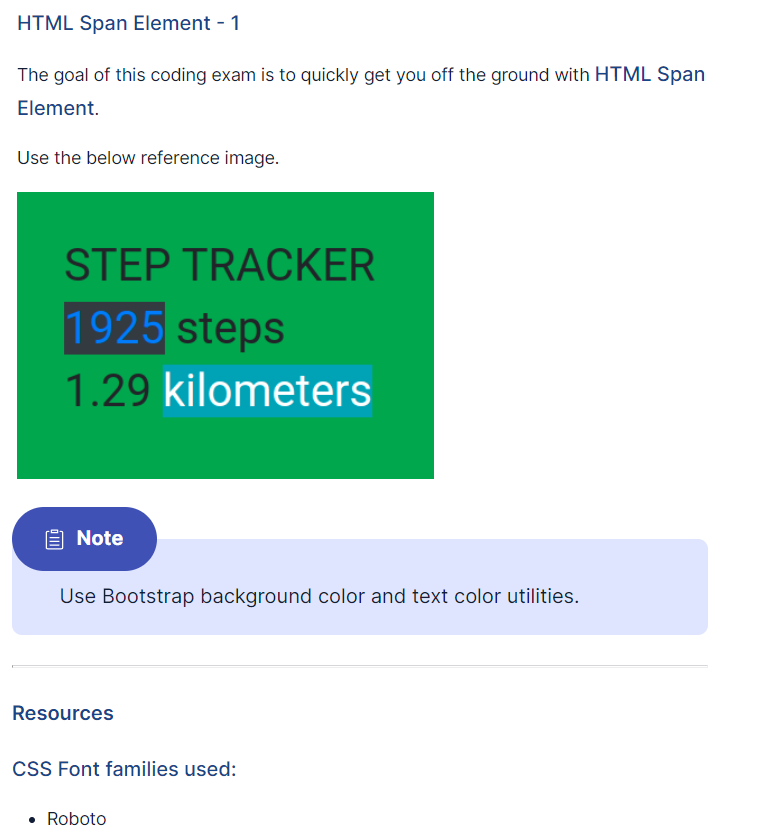 HTML Span Element - 1
The goal of this coding exam is to quickly get you off the ground with HTML Span
Element.
Use the below reference image.
STEP TRACKER
1925 steps
1.29 kilometers
Note
Use Bootstrap background color and text color utilities.
Resources
CSS Font families used:
• Roboto